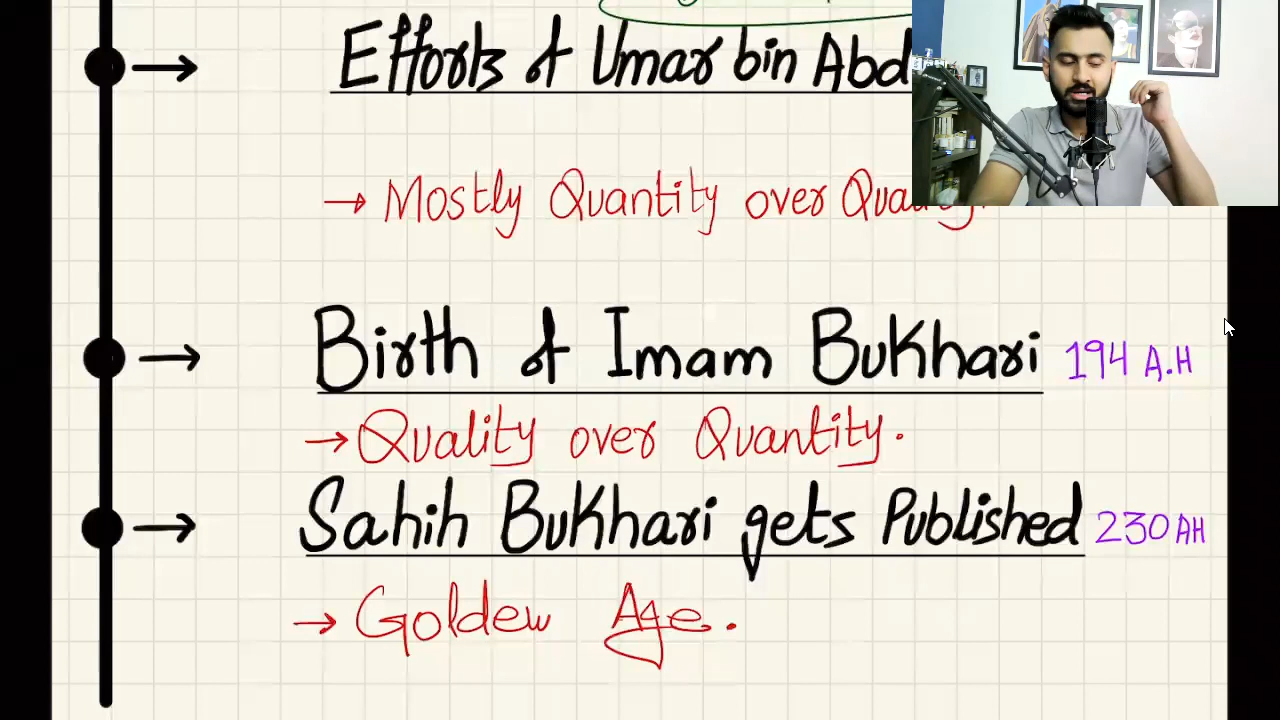 Efforts of Umar bin Abd
→ Mostly Quantity over Quality.
Birth of Imam Bukhari 194 A.H
→ Quality over Quantity.
Sahih Bukhari gets Published 230 AH
→ Golden Age.